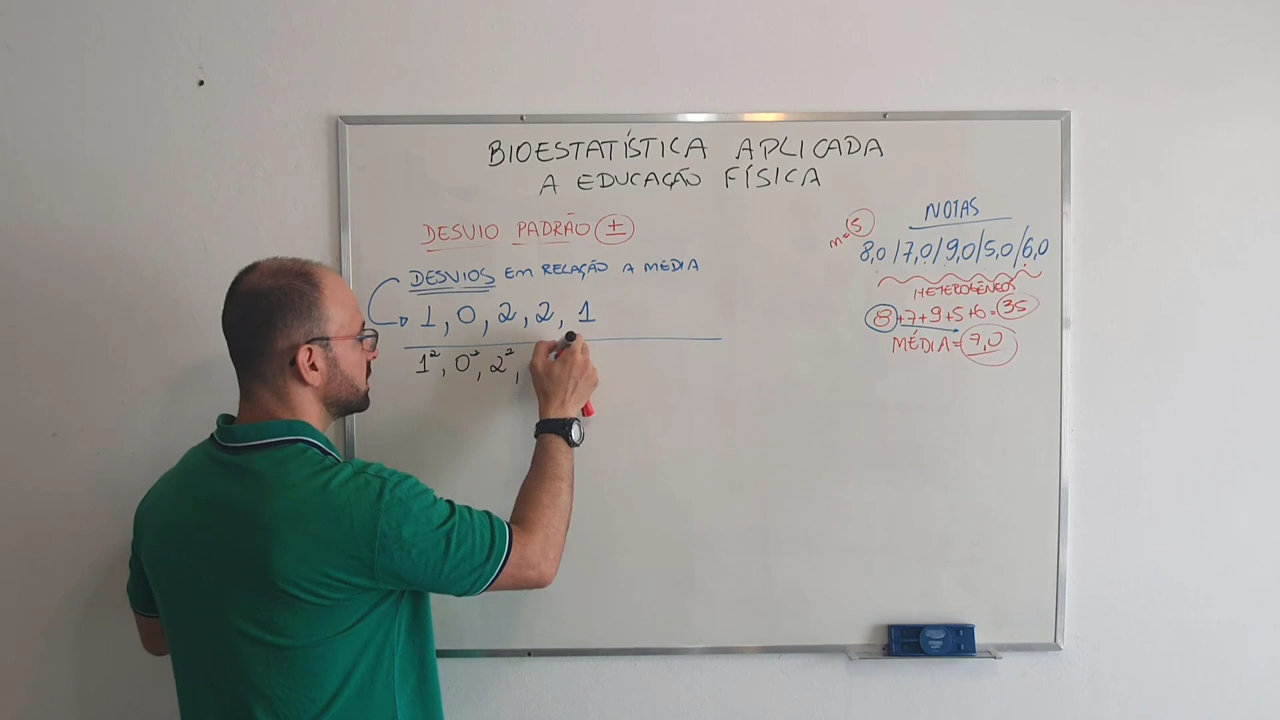 BIOESTATÍSTICA APLICADA
A EDUCAÇÃO FÍSICA
DESVIO PADRÃO ±
DESVIOS EM RELAÇÃO A MÉDIA
1, 0, 2, 2, 1
1², 0², 2²,
NOTAS
n=5
8,0/7,0/9,0/5,0/6,0
HETEROGÊNEOS
8+7+9+5+6=35
MÉDIA=7,0